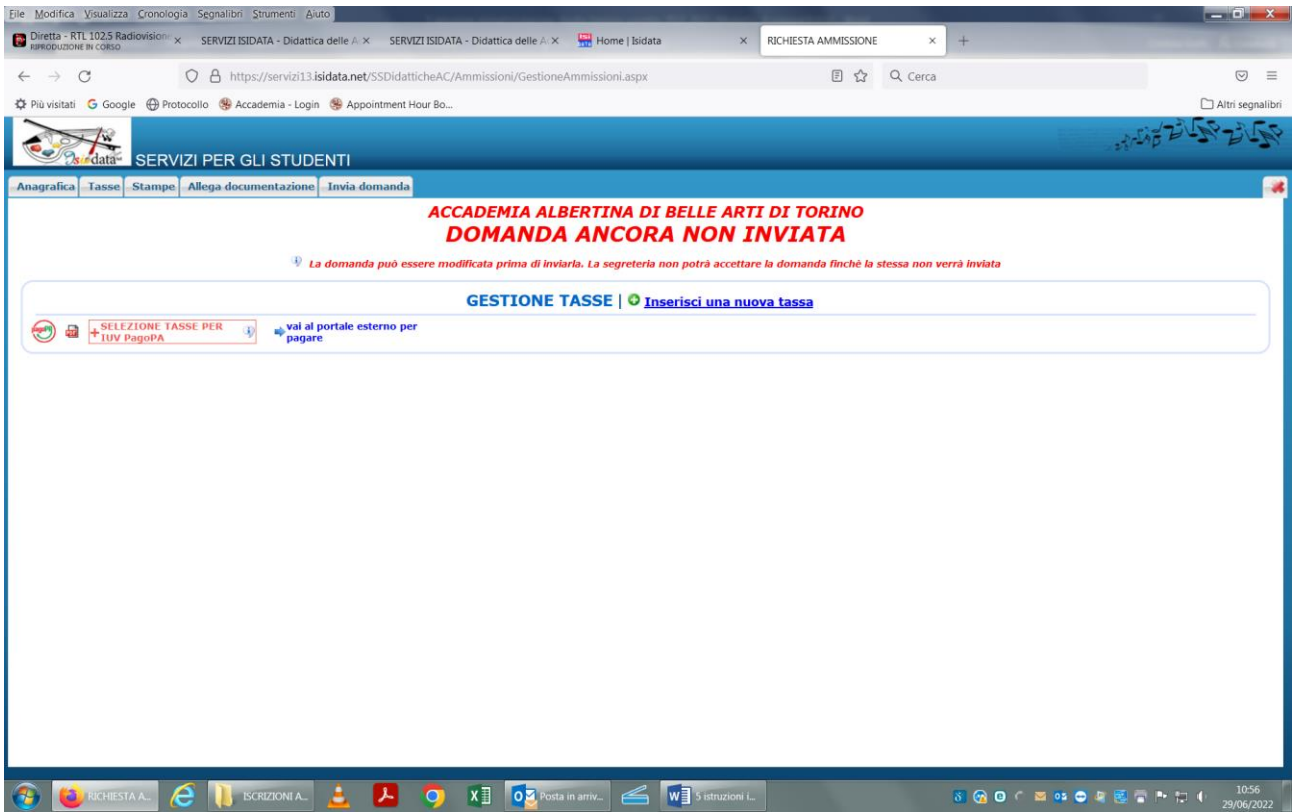 File Modifica Visualizza Cronologia Segnalibri Strumenti Aiuto
Diretta - RTL 102.5 Radiovision
RIPRODUZIONE IN CORSO
SERVIZI ISIDATA - Didattica delle A
SERVIZI ISIDATA - Didattica delle A
Home | Isidata
RICHIESTA AMMISSIONE
https://servizi13.isidata.net/SSDidatticheAC/Ammissioni/GestioneAmmissioni.aspx
Cerca
Più visitati Google Protocollo Accademia - Login Appointment Hour Bo... Altri segnalibri
Isidata SERVIZI PER GLI STUDENTI
Anagrafica Tasse Stampe Allega documentazione Invia domanda
ACCADEMIA ALBERTINA DI BELLE ARTI DI TORINO
DOMANDA ANCORA NON INVIATA
La domanda può essere modificata prima di inviarla. La segreteria non potrà accettare la domanda finchè la stessa non verrà inviata
GESTIONE TASSE | Inserisci una nuova tassa
+SELEZIONE TASSE PER
IUV PagoPA
vai al portale esterno per
pagare
RICHIESTA A... ISCRIZIONI A... Posta in arriv... 5 istruzioni i...
10:56
29/06/2022